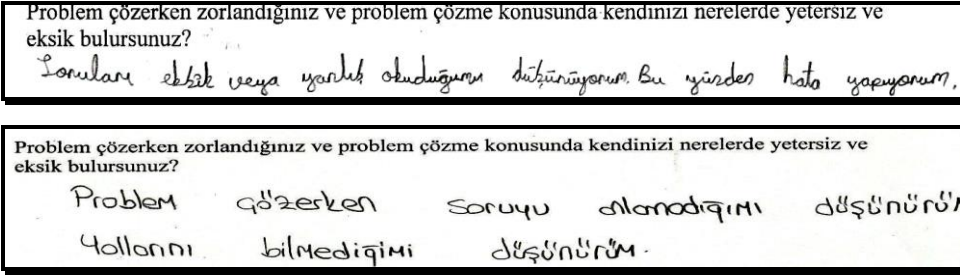 Problem çözerken zorlandığınız ve problem çözme konusunda kendinizi nerelerde yetersiz ve
eksik bulursunuz?
Soruları eksik veya yanlış okuduğumu düşünüyorum. Bu yüzden hata yapıyorum.
Problem çözerken zorlandığınız ve problem çözme konusunda kendinizi nerelerde yetersiz ve
eksik bulursunuz?
Problem çözerken soruyu anlamadığımı düşünürüm
Yollarını bilmediğimi düşünürüm.